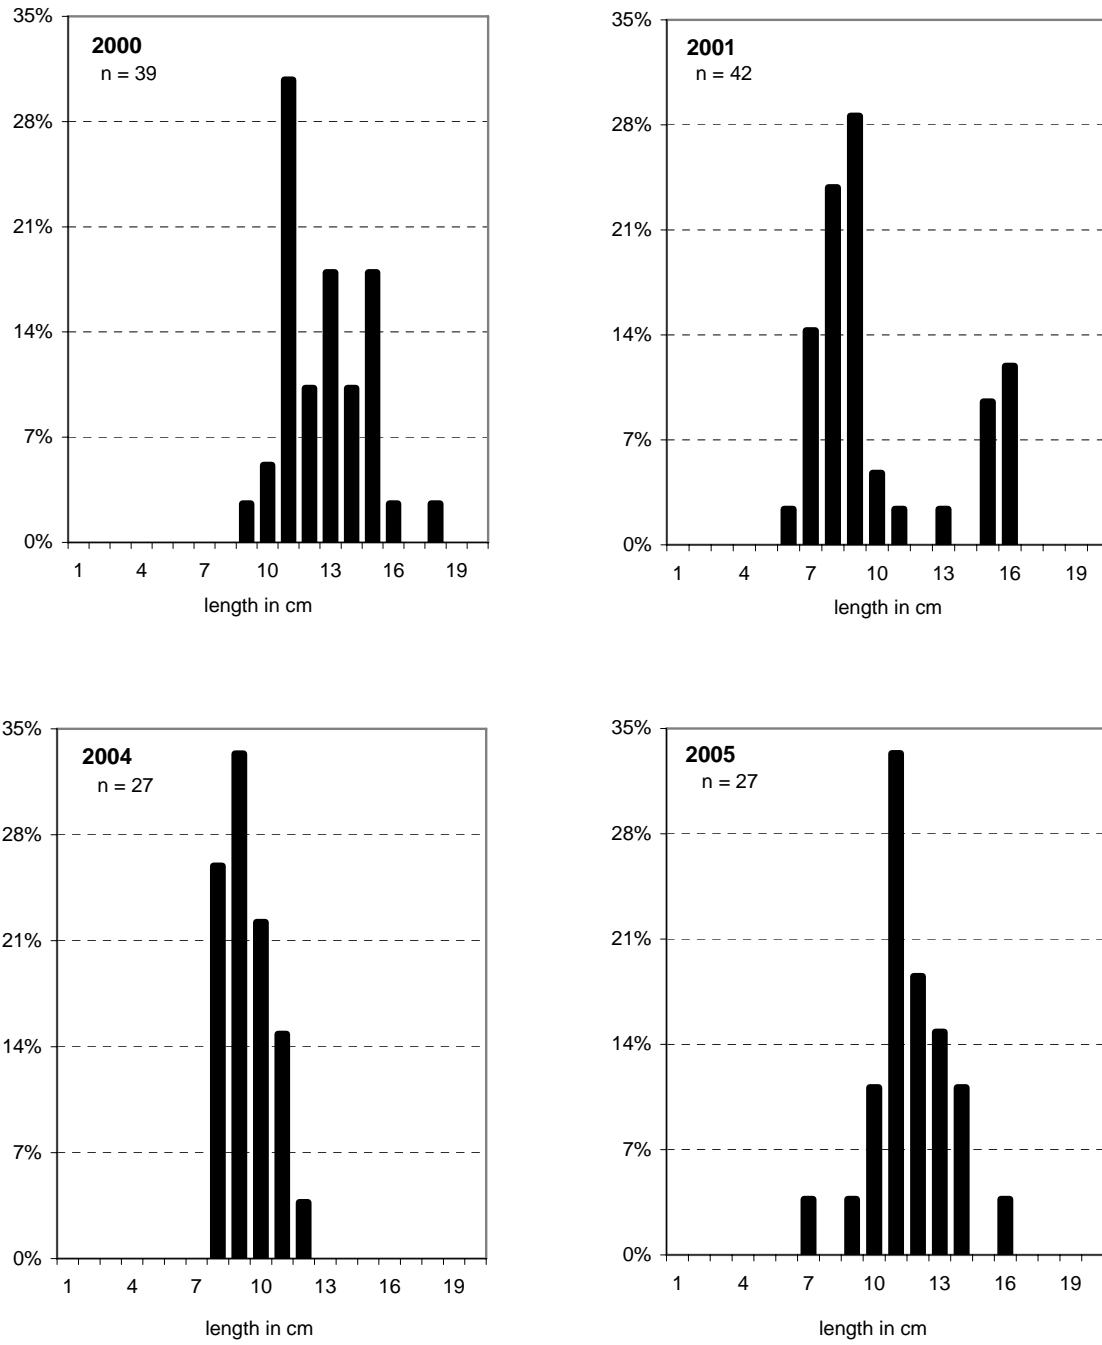 35%
2000
n = 39
28%
21%
14%
7%
0%
1 4 7 10 13 16 19
length in cm
35%
2001
n = 42
28%
21%
14%
7%
0%
1 4 7 10 13 16 19
length in cm
35%
2004
n = 27
28%
21%
14%
7%
0%
1 4 7 10 13 16 19
length in cm
35%
2005
n = 27
28%
21%
14%
7%
0%
1 4 7 10 13 16 19
length in cm